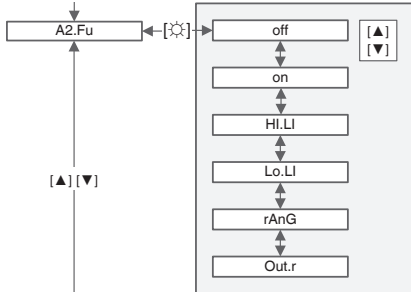 A2.Fu [☼] off [▲]
[▼]
on
HI.LI
Lo.LI
[▲] [▼]
rAnG
Out.r